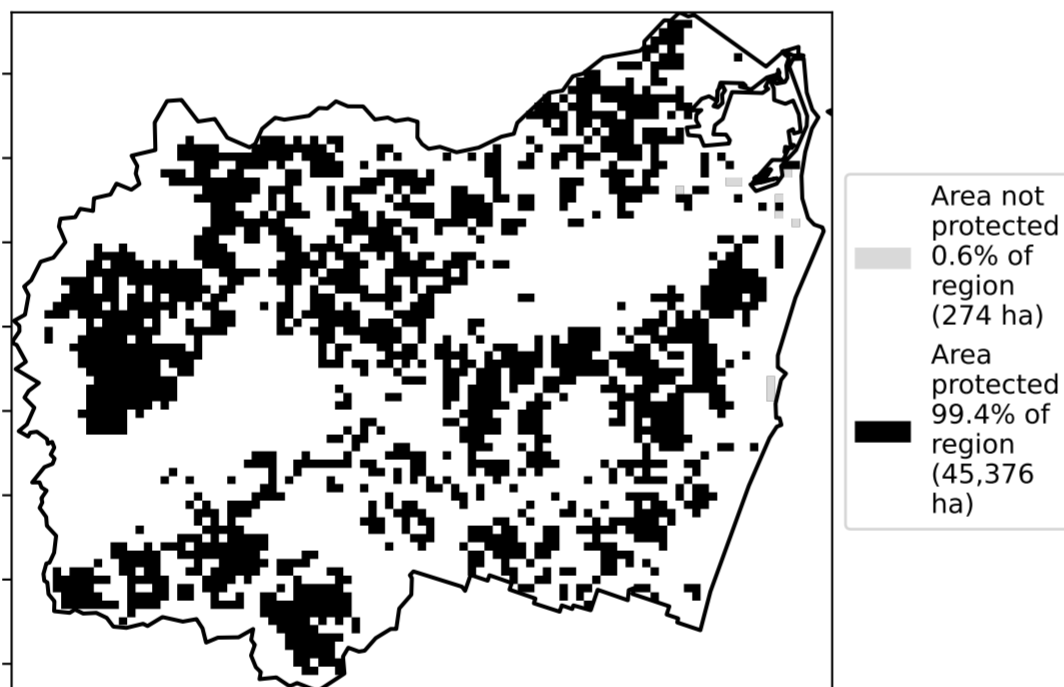 Area not
protected
0.6% of
region
(274 ha)
Area
protected
99.4% of
region
(45,376
ha)